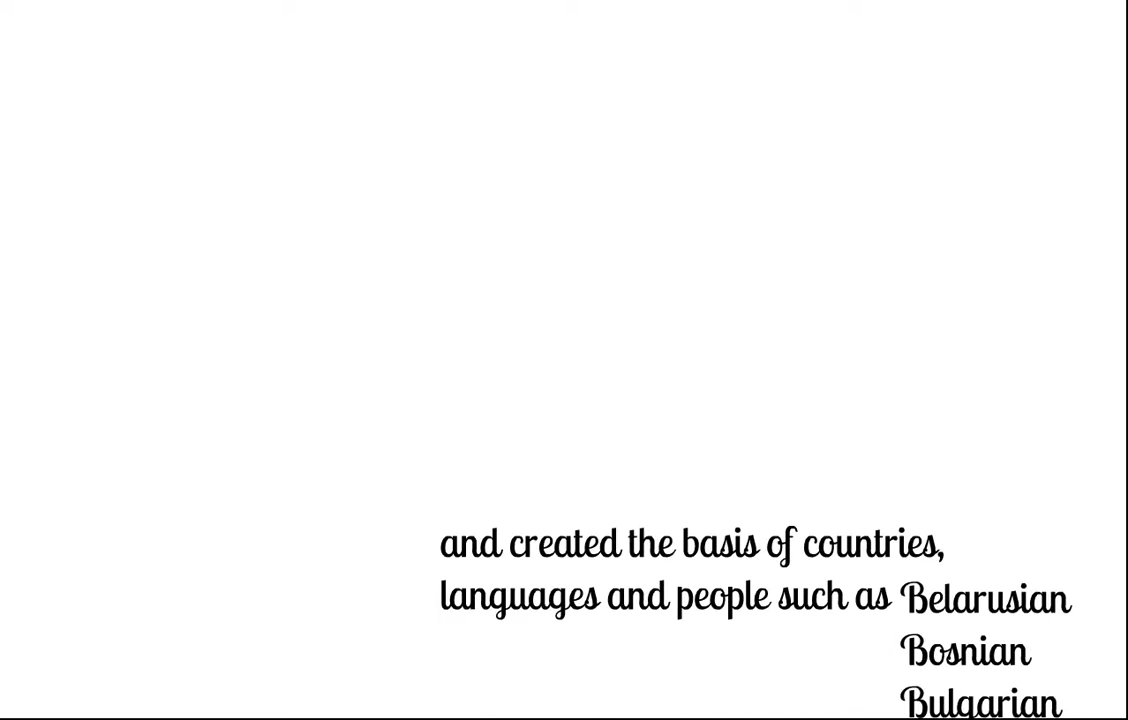 and created the basis of countries,
languages and people such as Belarusian
Bosnian
Bulgarian